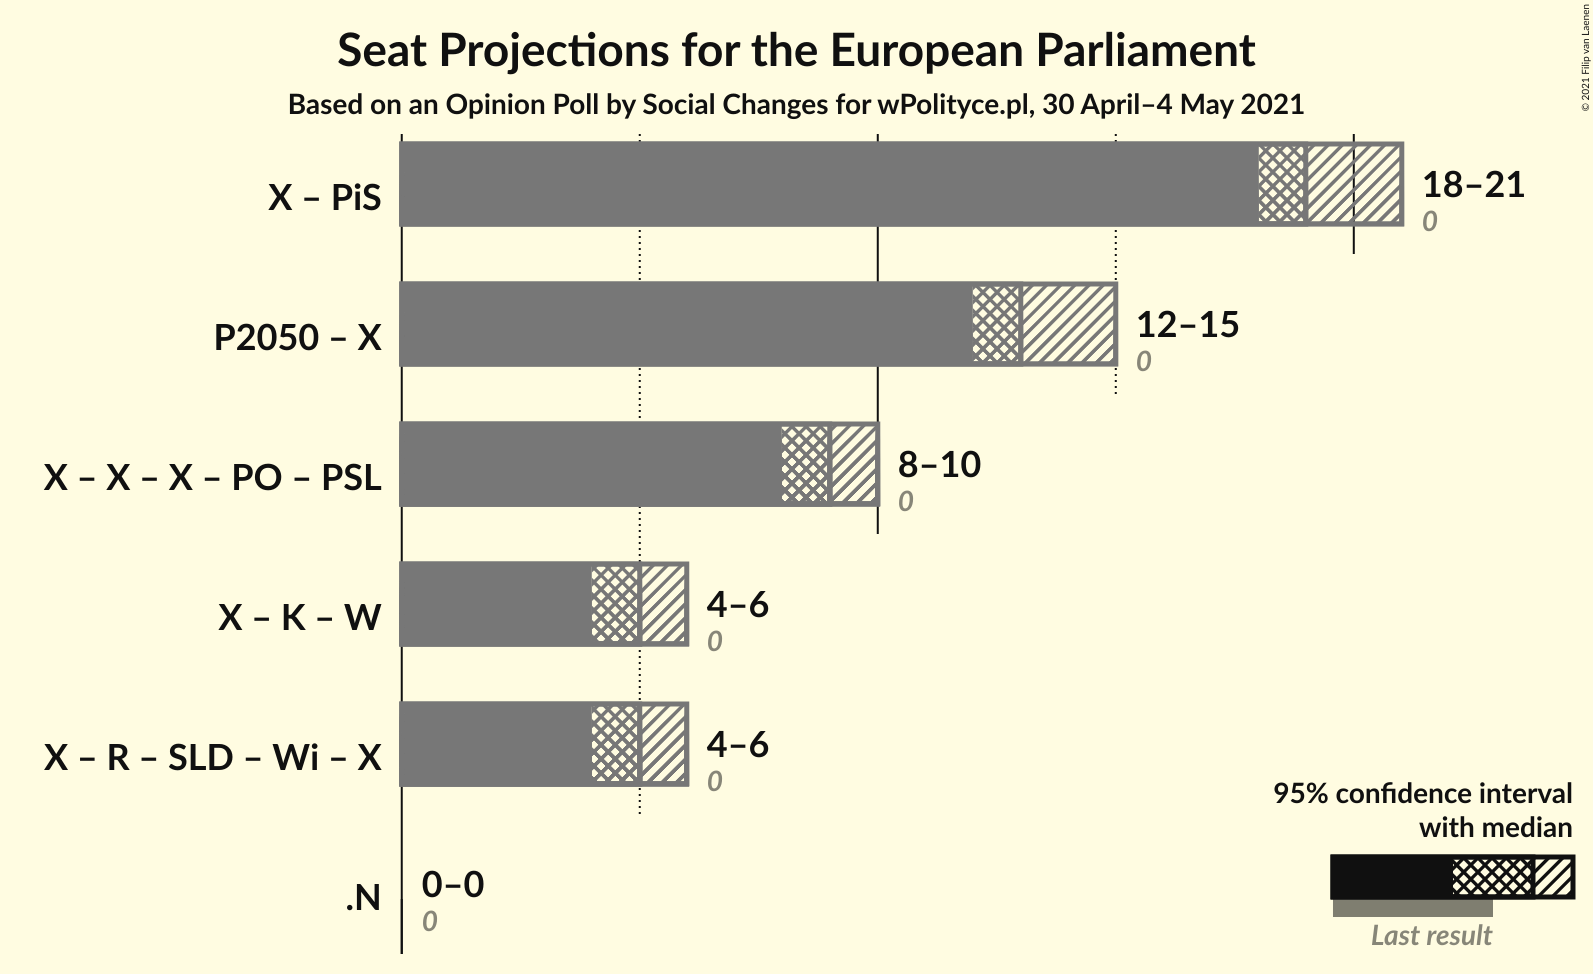 Seat Projections for the European Parliament
Based on an Opinion Poll by Social Changes for wPolityce.pl, 30 April–4 May 2021
© 2021 Filip van Laenen
X – PiS
18–21
0
P2050 – X
12–15
0
X – X – X – PO – PSL
8–10
0
X – K – W
4–6
0
X – R – SLD – Wi – X
4–6
0
.N
0–0
0
95% confidence interval
with median
Last result